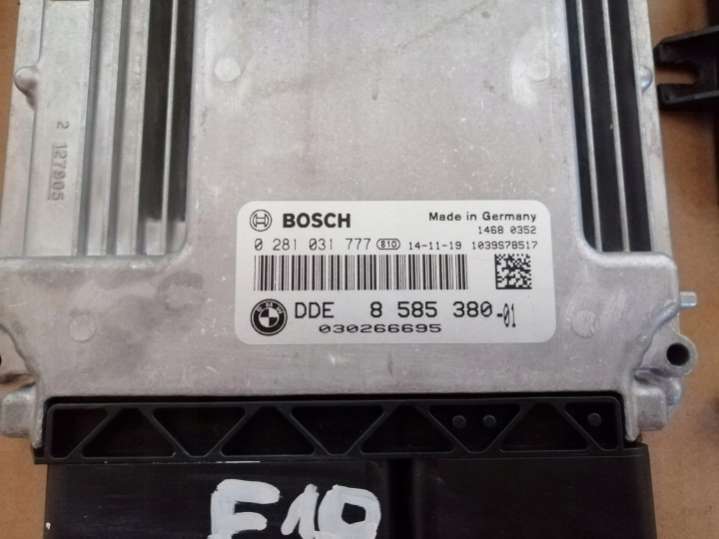 2 127905
BOSCH
Made in Germany
1468 0352
0 281 031 777 810 14-11-19 1039S78517
DDE 8 585 380-01
030266695
F10